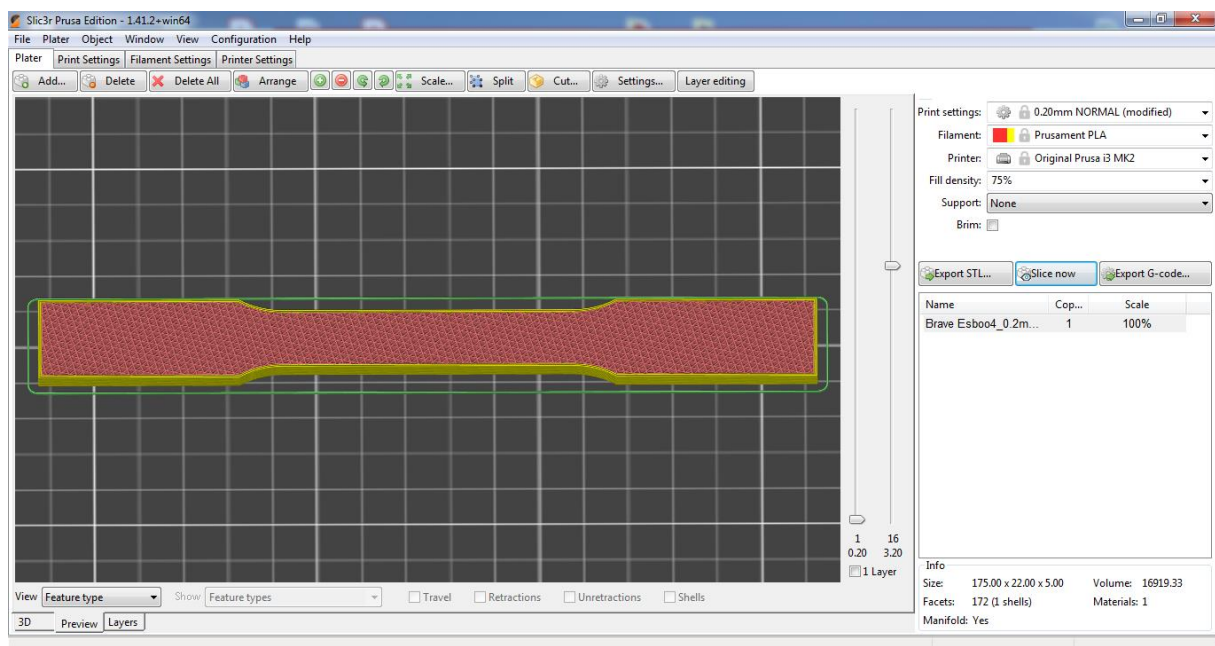 Slic3r Prusa Edition - 1.41.2+win64
File Plater Object Window View Configuration Help
Plater Print Settings Filament Settings Printer Settings
Add... Delete Delete All Arrange Scale... Split Cut... Settings... Layer editing
Print settings: 0.20mm NORMAL (modified)
Filament: Prusament PLA
Printer: Original Prusa i3 MK2
Fill density: 75%
Support: None
Brim:
Export STL... Slice now Export G-code...
Name Cop... Scale
Brave Esboo4_0.2m... 1 100%
1 16
0.20 3.20
1 Layer
Info
Size: 175.00 x 22.00 x 5.00 Volume: 16919.33
Facets: 172 (1 shells) Materials: 1
Manifold: Yes
View Feature type Show Feature types Travel Retractions Unretractions Shells
3D Preview Layers